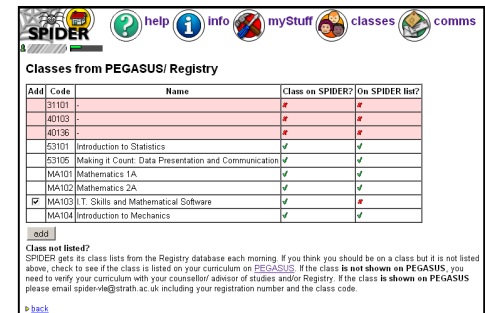 SPIDER help info myStuff classes comms
Classes from PEGASUS/ Registry
Add Code Name Class on SPIDER? On SPIDER list?
31101 -
40103 -
40136 -
53101 Introduction to Statistics
53105 Making it Count: Data Presentation and Communication
MA101 Mathematics 1A
MA102 Mathematics 2A
MA103 I.T. Skills and Mathematical Software
MA104 Introduction to Mechanics
add
Class not listed?
SPIDER gets its class lists from the Registry database each morning. If you think you should be on a class but it is not listed
above, check to see if the class is listed on your curriculum on PEGASUS. If the class is not shown on PEGASUS, you
need to verify your curriculum with your counsellor/ advisor of studies and/or Registry. If the class is shown on PEGASUS
please email spider-vle@strath.ac.uk including your registration number and the class code.
back